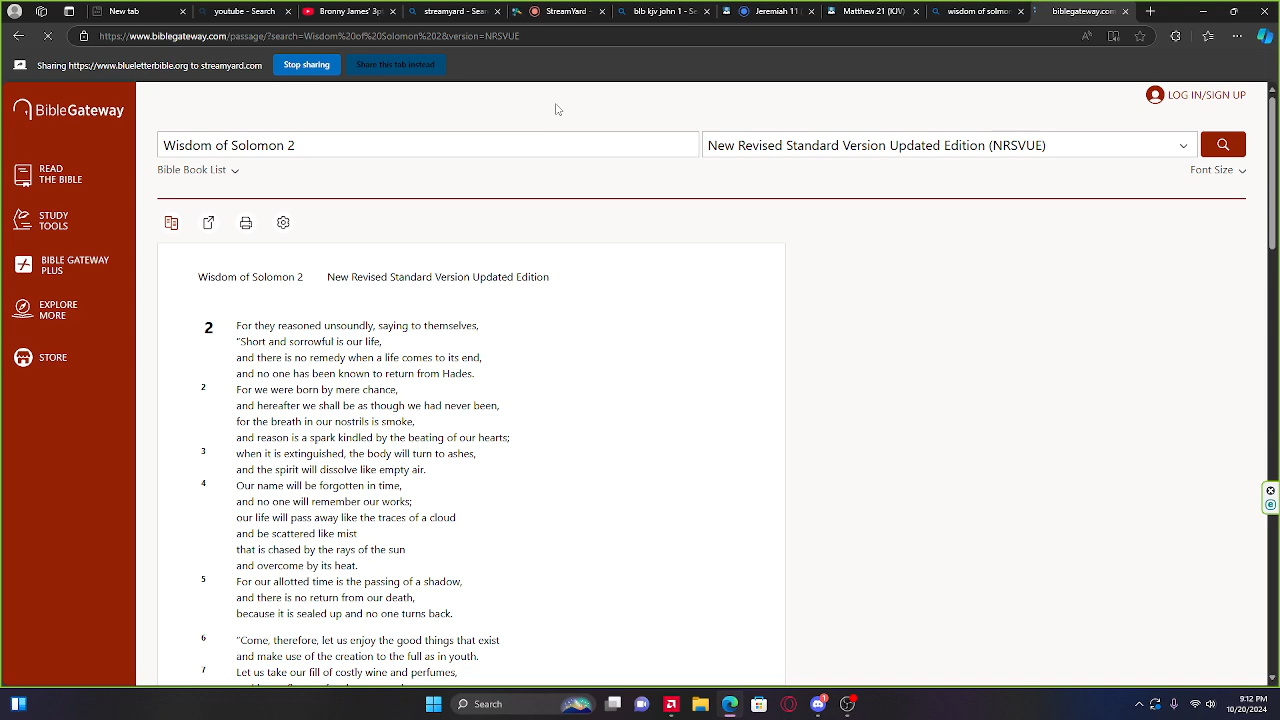 New tab
youtube - Search
Bronny James' 3pt
streamyard - Sear
StreamYard -
blb kjv john 1 - Se
Jeremiah 11
Matthew 21 (KJV)
wisdom of solomo
biblegateway.com
https://www.biblegateway.com/passage/?search=Wisdom%20of%20Solomon%202&version=NRSVUE
Sharing https://www.blueletterbible.org to streamyard.com
Stop sharing
Share this tab instead
BibleGateway
LOG IN/SIGN UP
Wisdom of Solomon 2
New Revised Standard Version Updated Edition (NRSVUE)
Bible Book List
Font Size
READ
THE BIBLE
STUDY
TOOLS
BIBLE GATEWAY
PLUS
EXPLORE
MORE
STORE
Wisdom of Solomon 2 New Revised Standard Version Updated Edition
2 For they reasoned unsoundly, saying to themselves,
“Short and sorrowful is our life,
and there is no remedy when a life comes to its end,
and no one has been known to return from Hades.
2 For we were born by mere chance,
and hereafter we shall be as though we had never been,
for the breath in our nostrils is smoke,
and reason is a spark kindled by the beating of our hearts;
3 when it is extinguished, the body will turn to ashes,
and the spirit will dissolve like empty air.
4 Our name will be forgotten in time,
and no one will remember our works;
our life will pass away like the traces of a cloud
and be scattered like mist
that is chased by the rays of the sun
and overcome by its heat.
5 For our allotted time is the passing of a shadow,
and there is no return from our death,
because it is sealed up and no one turns back.
6 “Come, therefore, let us enjoy the good things that exist
and make use of the creation to the full as in youth.
7 Let us take our fill of costly wine and perfumes,
Search
9:12 PM
10/20/2024